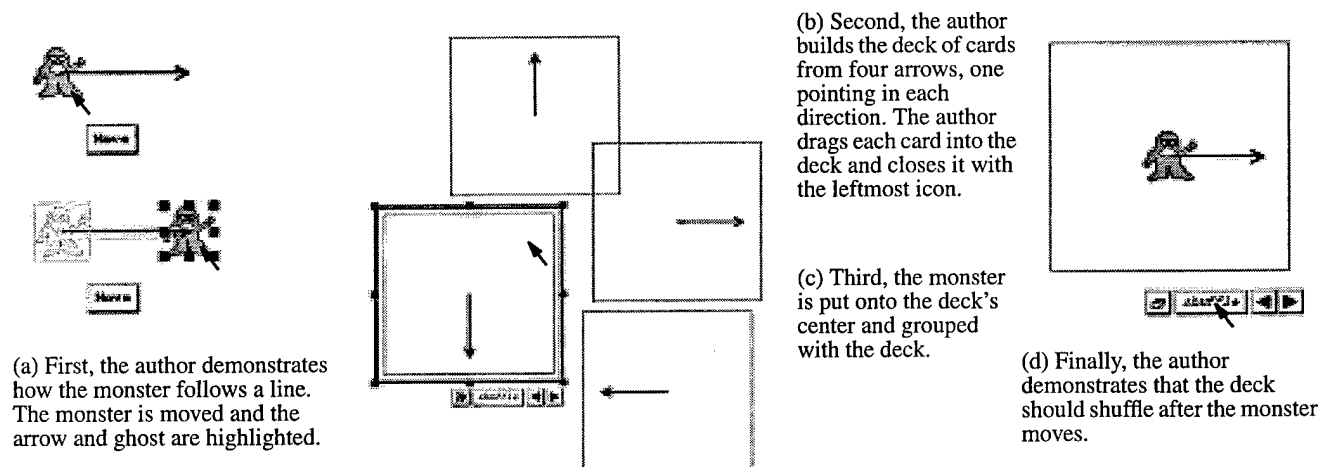 (a) First, the author demonstrates
how the monster follows a line.
The monster is moved and the
arrow and ghost are highlighted.
(b) Second, the author
builds the deck of cards
from four arrows, one
pointing in each
direction. The author
drags each card into the
deck and closes it with
the leftmost icon.
(c) Third, the monster
is put onto the deck's
center and grouped
with the deck.
(d) Finally, the author
demonstrates that the deck
should shuffle after the monster
moves.